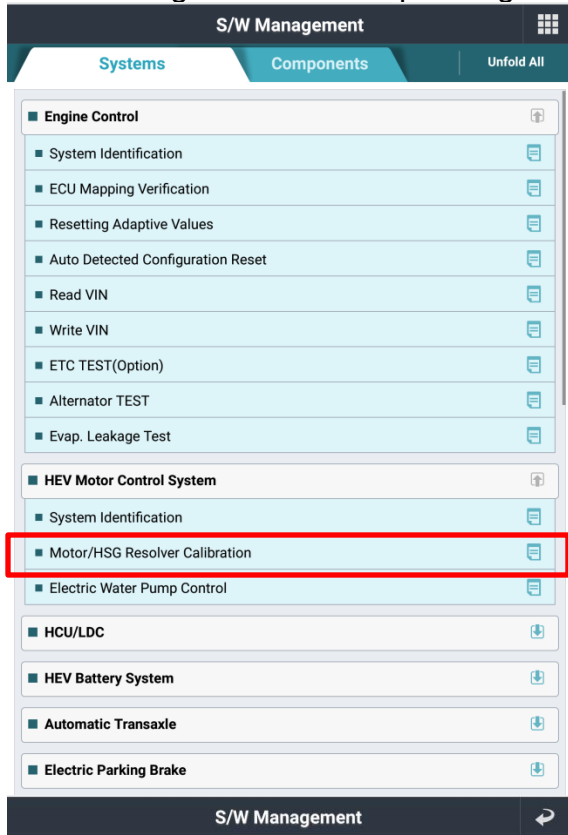 S/W Management
Systems
Components
Unfold All
Engine Control
System Identification
ECU Mapping Verification
Resetting Adaptive Values
Auto Detected Configuration Reset
Read VIN
Write VIN
ETC TEST(Option)
Alternator TEST
Evap. Leakage Test
HEV Motor Control System
System Identification
Motor/HSG Resolver Calibration
Electric Water Pump Control
HCU/LDC
HEV Battery System
Automatic Transaxle
Electric Parking Brake
S/W Management